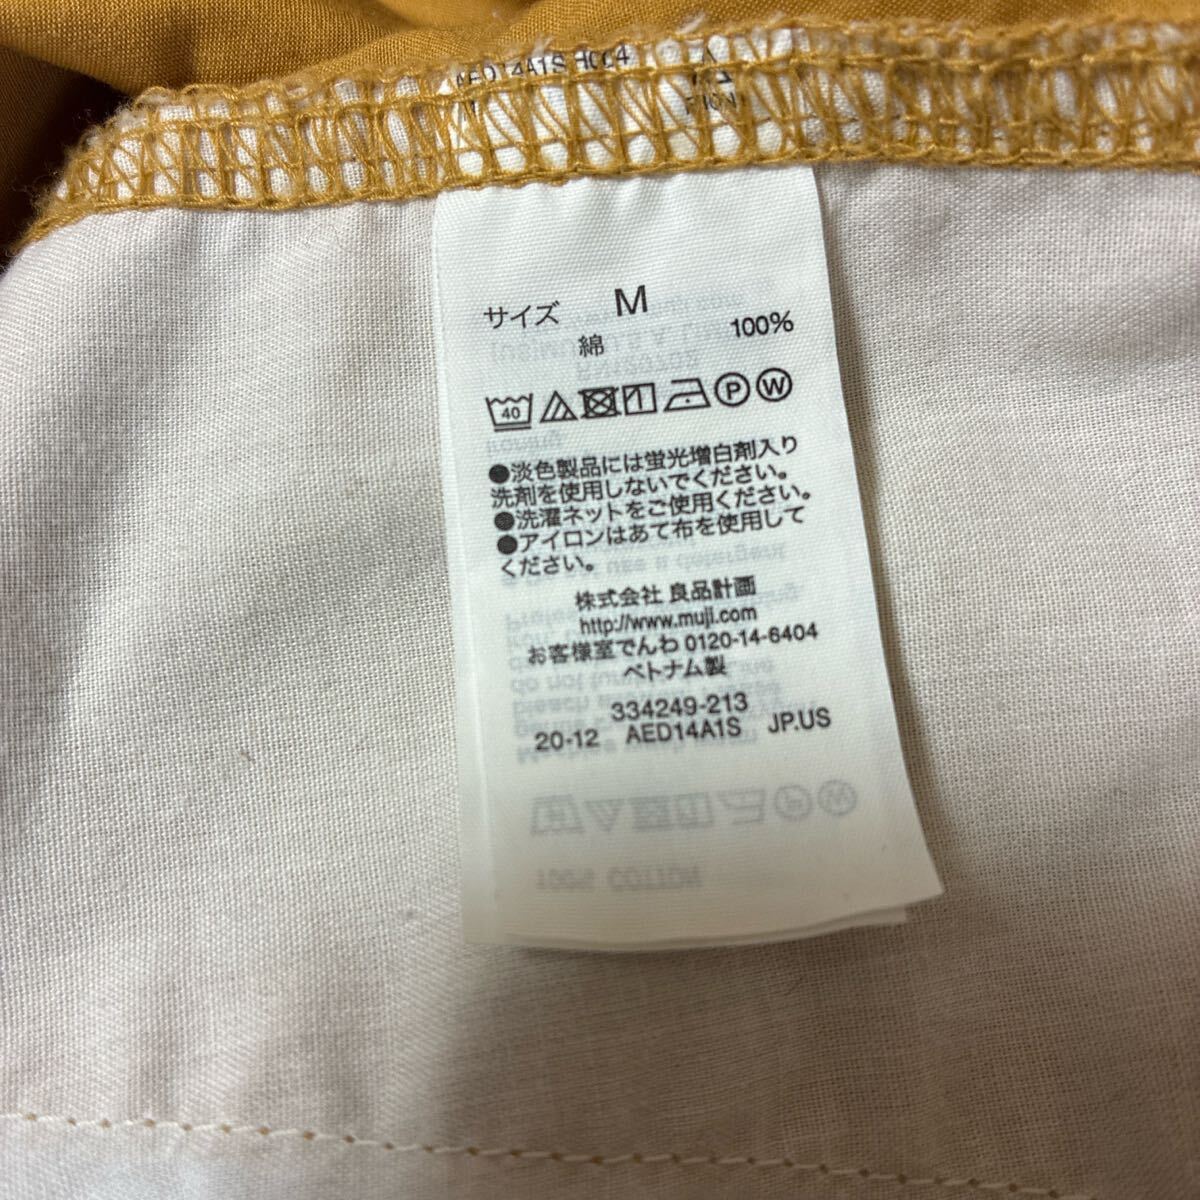 サイズ M
綿 100%
40 P W
●淡色製品には蛍光増白剤入り
洗剤を使用しないでください。
●洗濯ネットをご使用ください。
●アイロンはあて布を使用して
ください。
株式会社 良品計画
http://www.muji.com
お客様室でんわ 0120-14-6404
ベトナム製
334249-213
20-12 AED14A1S JP.US
100% COTTON